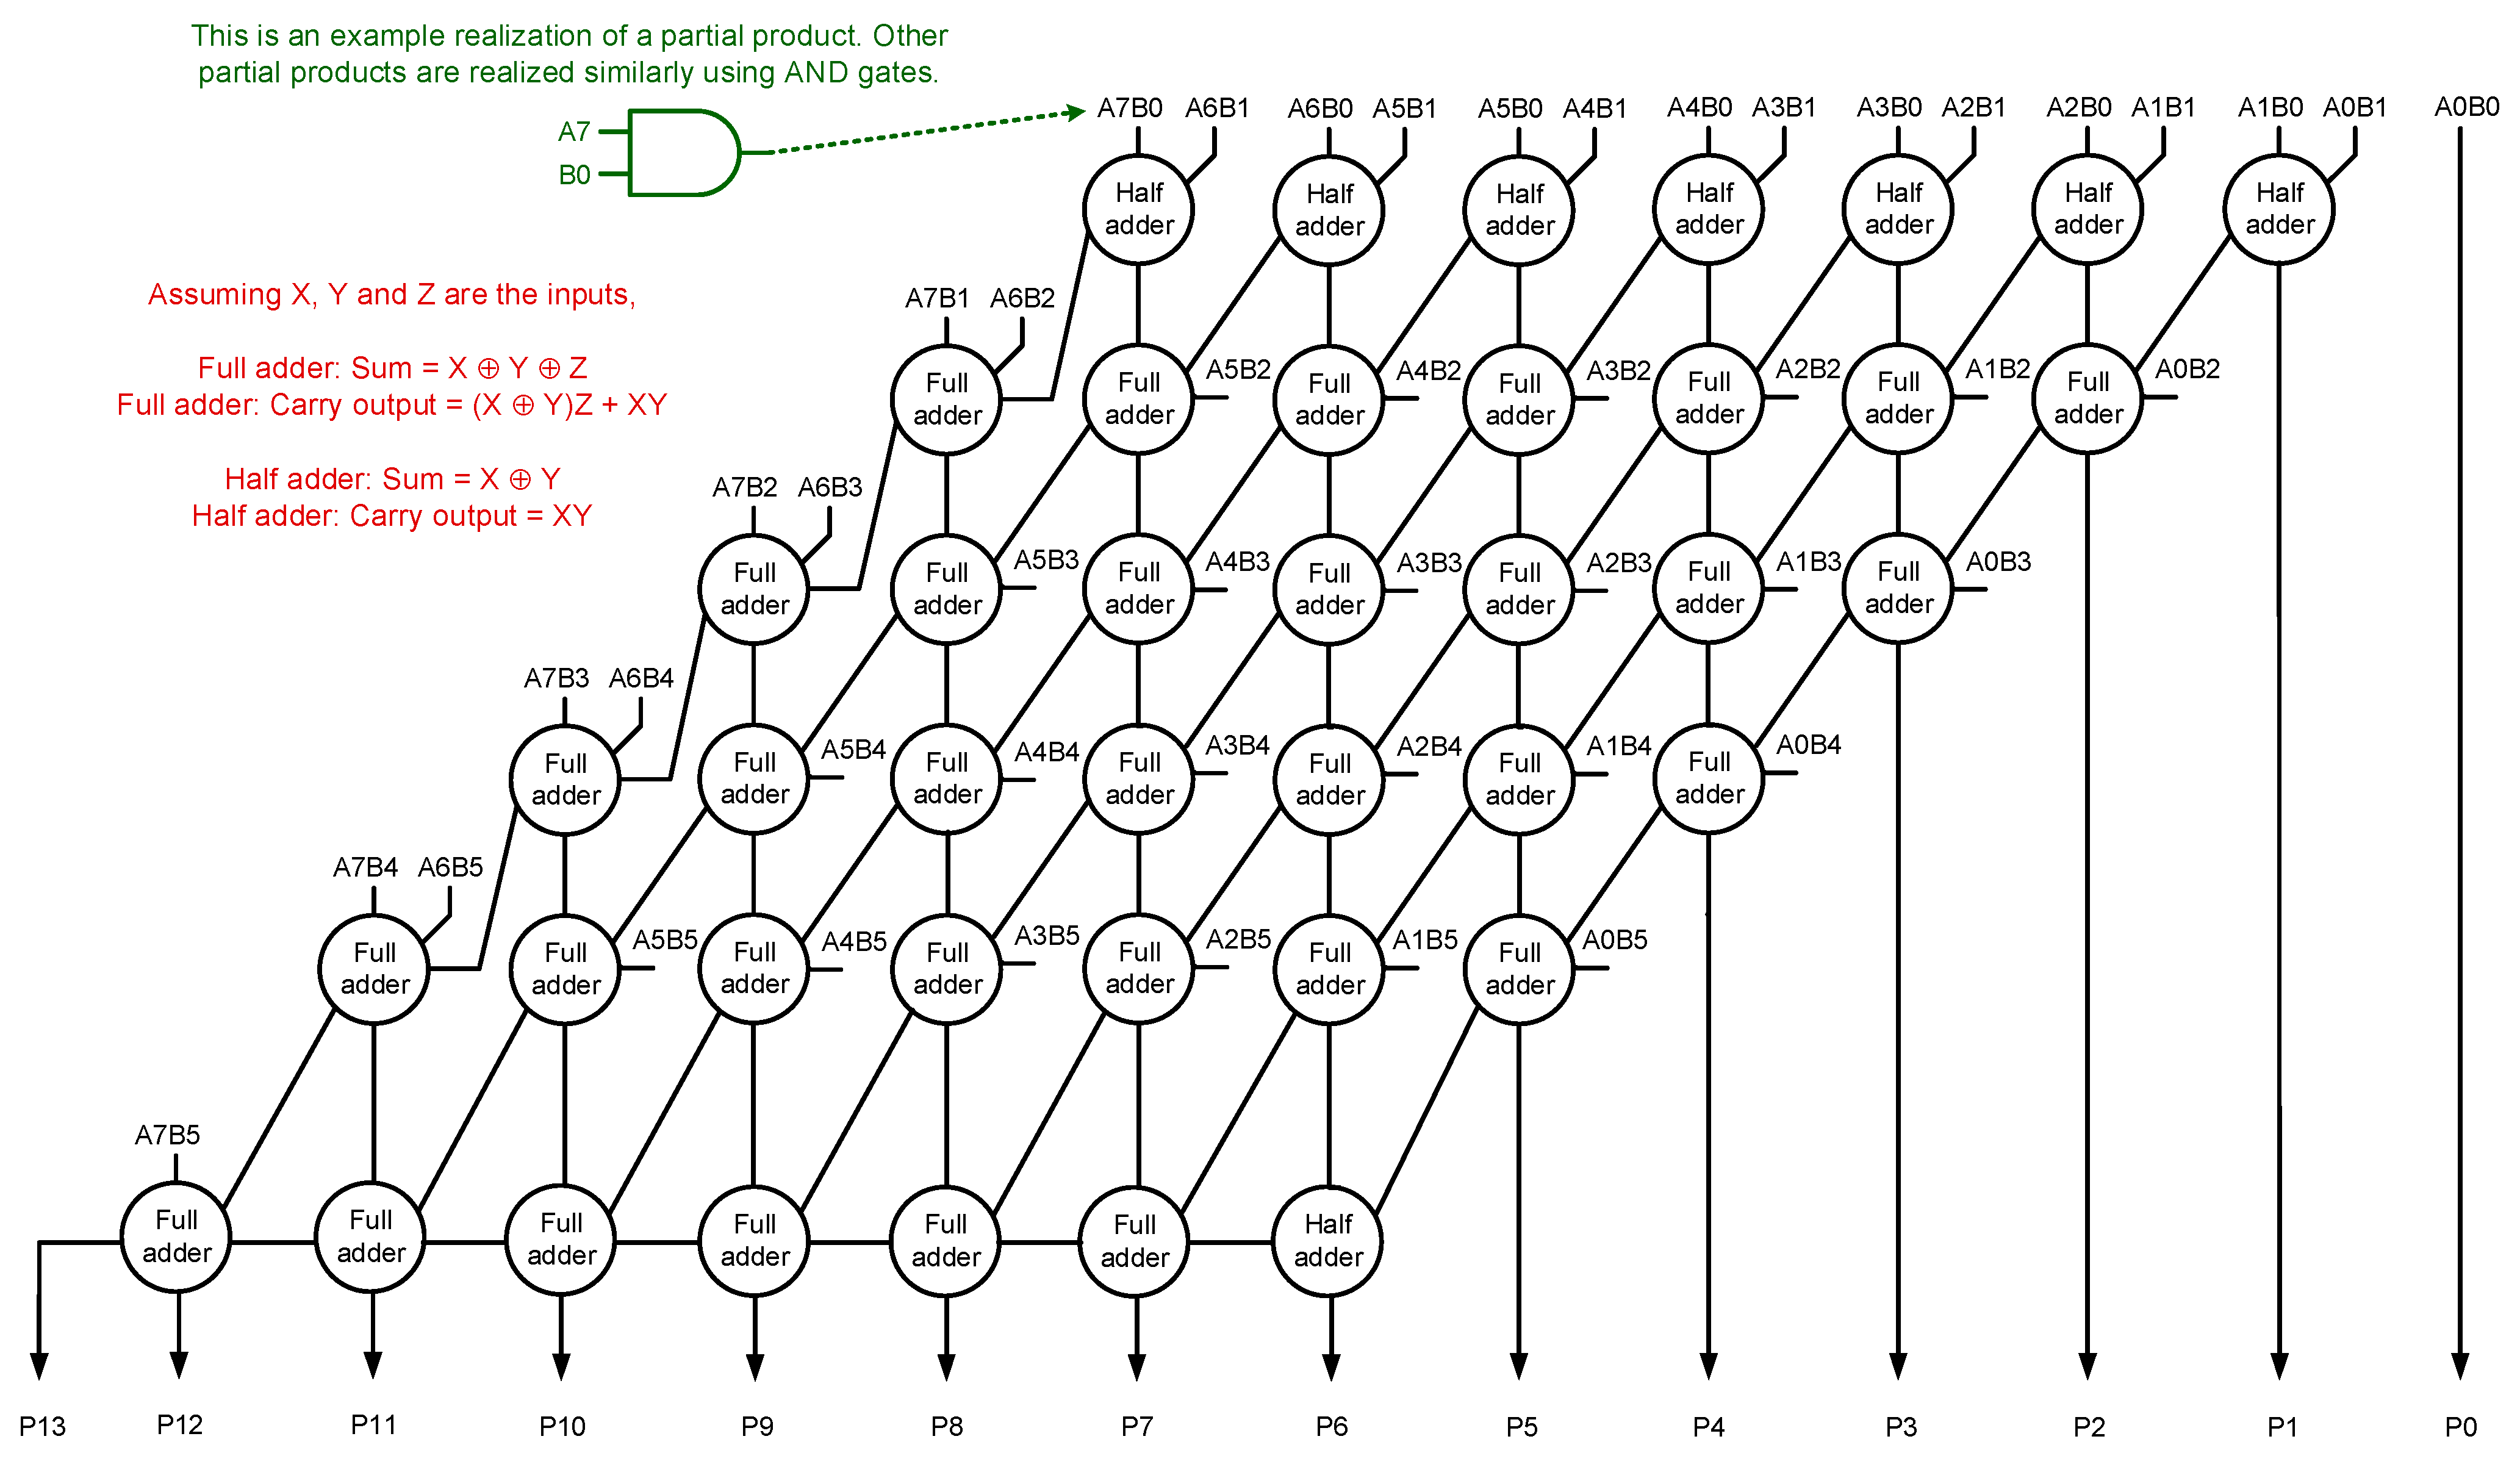 This is an example realization of a partial product. Other
partial products are realized similarly using AND gates.
A7
B0
A7B0 A6B1 A6B0 A5B1 A5B0 A4B1 A4B0 A3B1 A3B0 A2B1 A2B0 A1B1 A1B0 A0B1 A0B0
Half adder Half adder Half adder Half adder Half adder Half adder Half adder
Assuming X, Y and Z are the inputs,
Full adder: Sum = X ⊕ Y ⊕ Z
Full adder: Carry output = (X ⊕ Y)Z + XY
Half adder: Sum = X ⊕ Y
Half adder: Carry output = XY
A7B1 A6B2
Full adder Full adder Full adder Full adder Full adder Full adder Full adder
A5B2 A4B2 A3B2 A2B2 A1B2 A0B2
A7B2 A6B3
Full adder Full adder Full adder Full adder Full adder Full adder Full adder
A5B3 A4B3 A3B3 A2B3 A1B3 A0B3
A7B3 A6B4
Full adder Full adder Full adder Full adder Full adder Full adder Full adder
A5B4 A4B4 A3B4 A2B4 A1B4 A0B4
A7B4 A6B5
Full adder Full adder Full adder Full adder Full adder Full adder Full adder
A5B5 A4B5 A3B5 A2B5 A1B5 A0B5
A7B5
Full adder Full adder Full adder Full adder Full adder Full adder Half adder
P13 P12 P11 P10 P9 P8 P7 P6 P5 P4 P3 P2 P1 P0